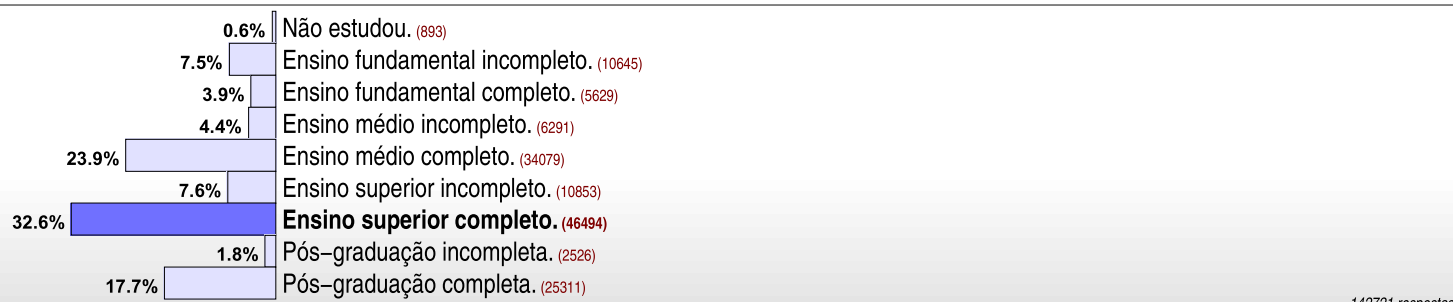 0.6% Não estudou. (893)
7.5% Ensino fundamental incompleto. (10645)
3.9% Ensino fundamental completo. (5629)
4.4% Ensino médio incompleto. (6291)
23.9% Ensino médio completo. (34079)
7.6% Ensino superior incompleto. (10853)
32.6% Ensino superior completo. (46494)
1.8% Pós−graduação incompleta. (2526)
17.7% Pós−graduação completa. (25311)